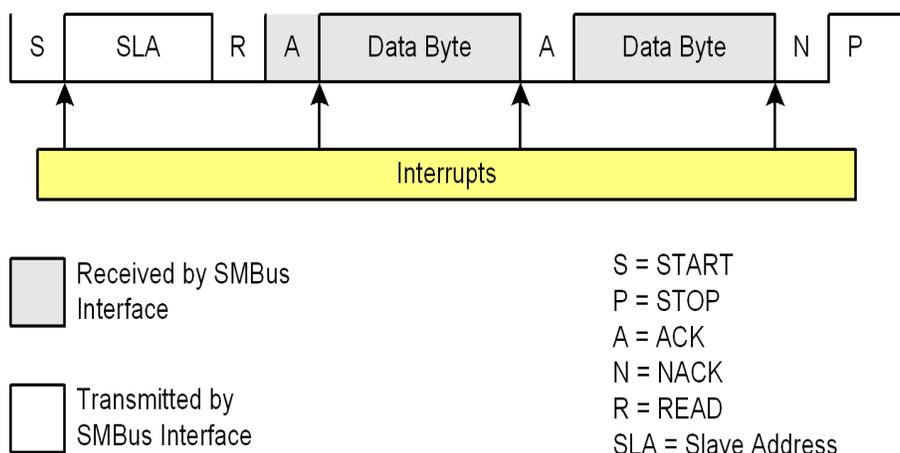 S SLA R A Data Byte A Data Byte N P
Interrupts
Received by SMBus
Interface
Transmitted by
SMBus Interface
S = START
P = STOP
A = ACK
N = NACK
R = READ
SLA = Slave Address